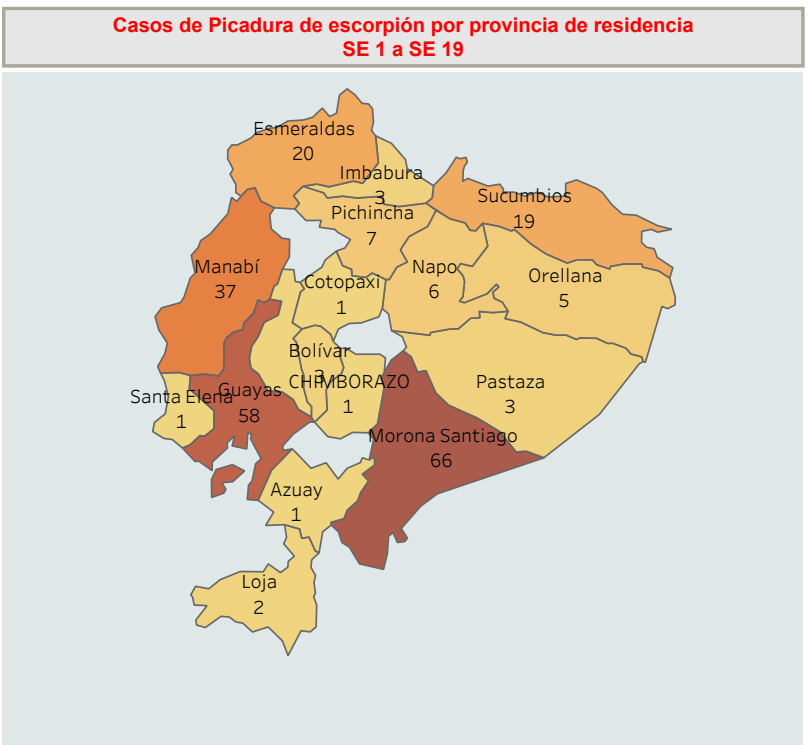 Casos de Picadura de escorpión por provincia de residencia
SE 1 a SE 19
Esmeraldas
20
Imbabura
3
Sucumbios
19
Pichincha
7
Manabí
37
Cotopaxi
1
Napo
6
Orellana
5
Bolívar
3
CHIMBORAZO
1
Santa Elena
1
Guayas
58
Pastaza
3
Morona Santiago
66
Azuay
1
Loja
2